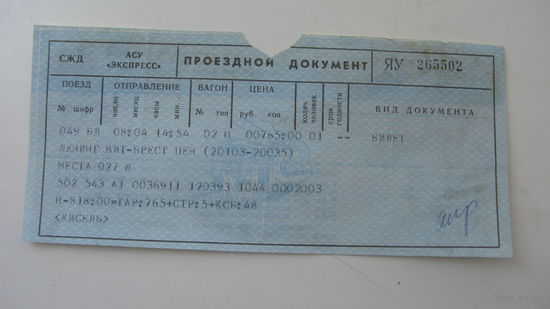 СЖД
АСУ
«ЭКСПРЕСС»
ПРОЕЗДНОЙ ДОКУМЕНТ
ЯУ 265502
ПОЕЗД ОТПРАВЛЕНИЕ ВАГОН ЦЕНА ВИД ДОКУМЕНТА
№ шифр число месяц часы мин. № тип руб. коп. колич. человек срок годности
049 БЛ 08:04 14:54 02 П 00765:00 01 -- БИЛЕТ
ЛЕНИНГ ВИТ-БРЕСТ ЦЕН (20103-20035)
МЕСТА 027 В
502 543 А1 0036911 120393 1044 0002003
Н-818:00=ТАР:765+СТР:5+КСБ:48
<КИСЕЛЬ>